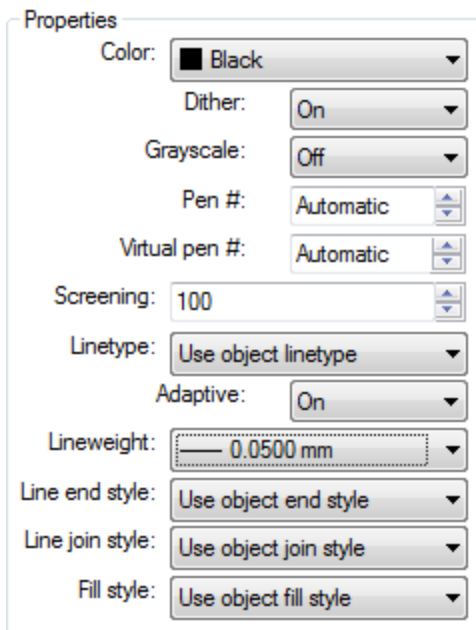 Properties
Color: Black
Dither: On
Grayscale: Off
Pen #: Automatic
Virtual pen #: Automatic
Screening: 100
Linetype: Use object linetype
Adaptive: On
Lineweight: 0.0500 mm
Line end style: Use object end style
Line join style: Use object join style
Fill style: Use object fill style